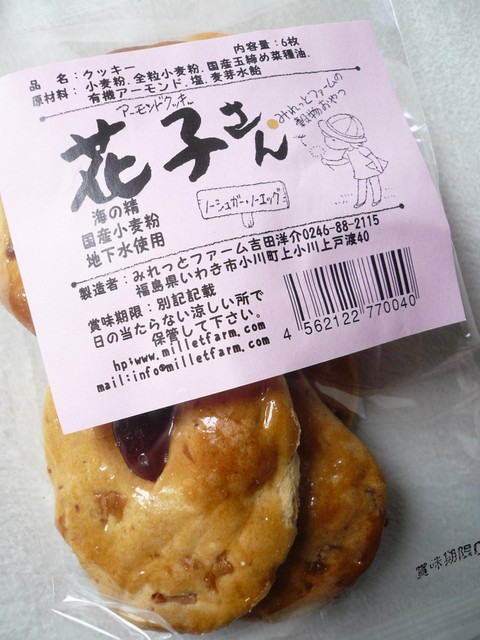 品 名：クッキー 内容量：6枚
原材料：小麦粉.全粒小麦粉.国産玉締め菜種油.
有機アーモンド.塩.麦芽水飴
アーモンドクッキー
花子さん
みれっとファームの
穀物おやつ
海の精
国産小麦粉
地下水使用
ノーシュガー・ノーエッグ
製造者：みれっとファーム吉田洋介0246-88-2115
福島県いわき市小川町上小川上戸渡40
賞味期限：別記記載
日の当たらない涼しい所で
保管して下さい。
hp:www.milletfarm.com
mail:info@milletfarm.com
4 562122 770040
賞味期限